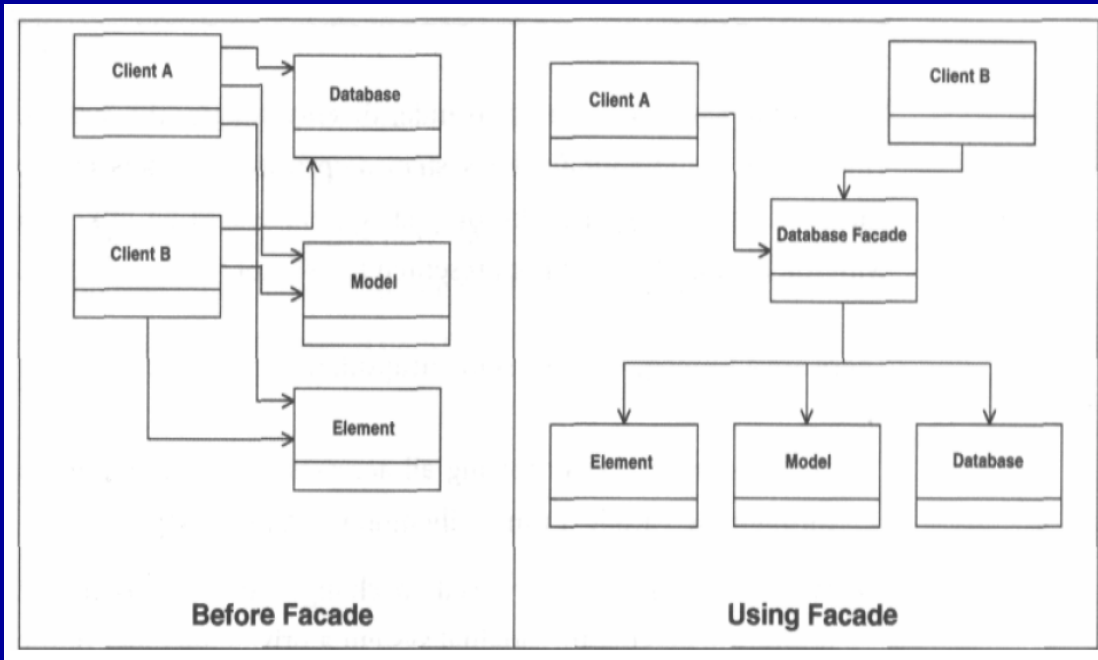 Client A
Database
Client B
Model
Element
Before Facade
Client A
Client B
Database Facade
Element
Model
Database
Using Facade